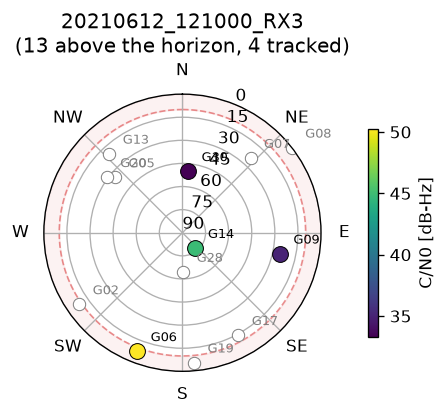 20210612_121000_RX3
(13 above the horizon, 4 tracked)
N
0
15
NW
NE
G08
30
G13
G07
45
G05
60
75
90
W
E
G14
G09
G28
G02
G06
G17
G19
SW
SE
S
50
45
40
35
C/N0 [dB-Hz]